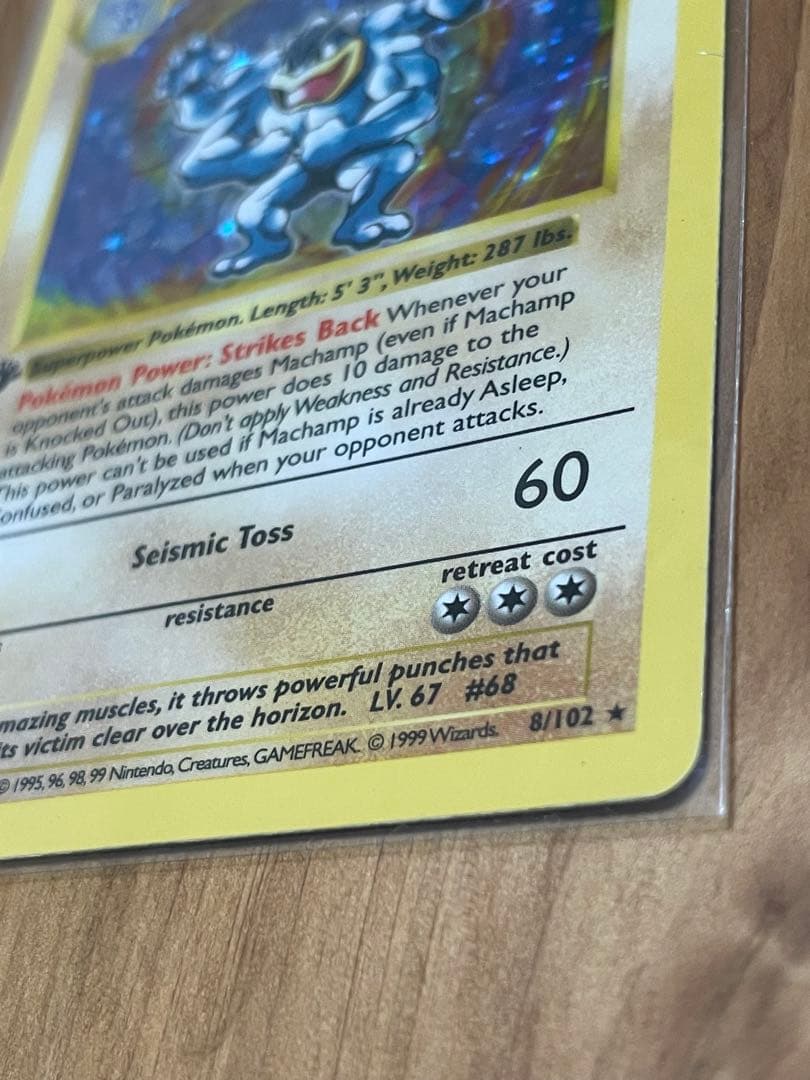 Superpower Pokémon. Length: 5' 3", Weight: 287 lbs.
Pokémon Power: Strikes Back Whenever your
opponent's attack damages Machamp (even if Machamp
is Knocked Out), this power does 10 damage to the
attacking Pokémon. (Don't apply Weakness and Resistance.)
This power can't be used if Machamp is already Asleep,
onfused, or Paralyzed when your opponent attacks.
Seismic Toss 60
resistance retreat cost
mazing muscles, it throws powerful punches that
ts victim clear over the horizon. LV. 67 #68
© 1995, 96, 98, 99 Nintendo, Creatures, GAMEFREAK. © 1999 Wizards. 8/102 ★